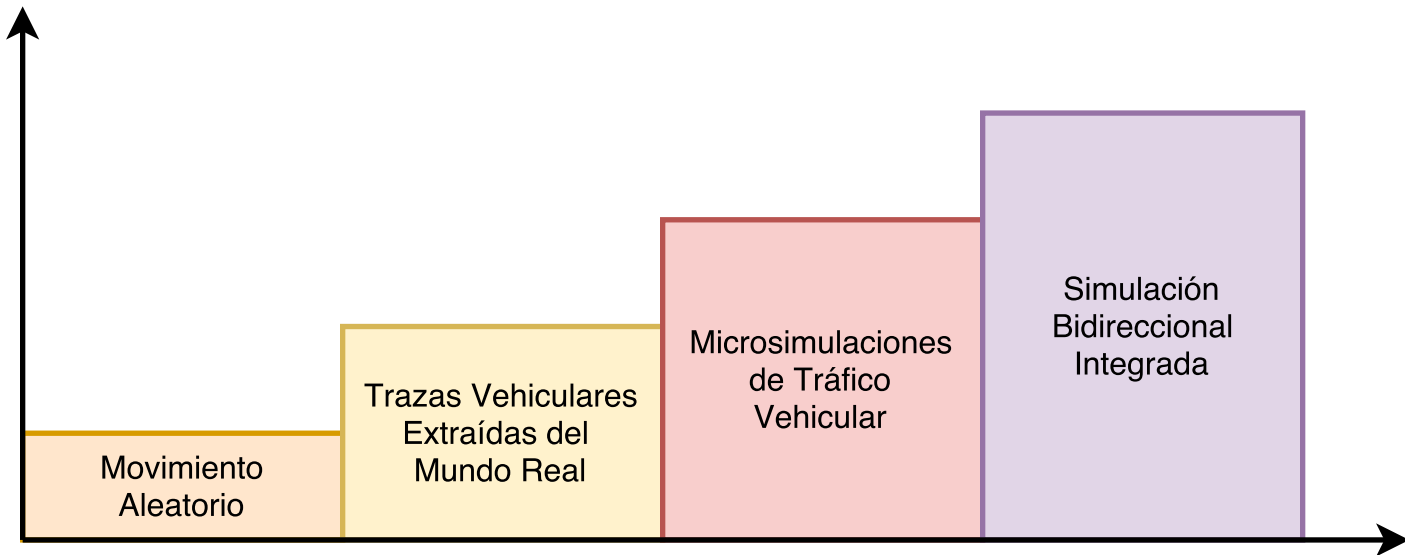 Movimiento
Aleatorio
Trazas Vehiculares
Extraídas del
Mundo Real
Microsimulaciones
de Tráfico
Vehicular
Simulación
Bidireccional
Integrada